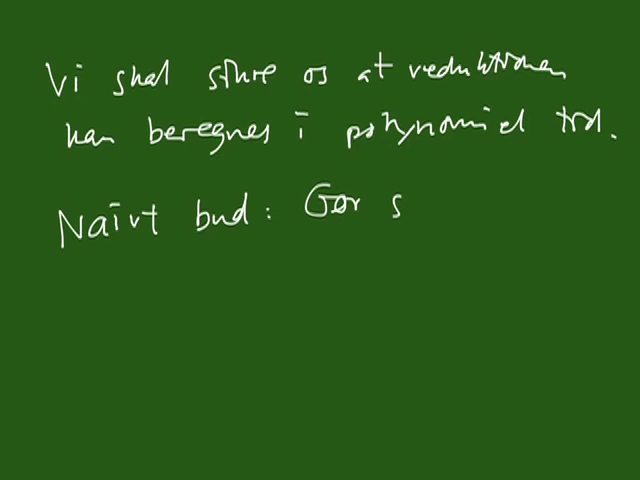 Vi skal sikre os at reduktionen
kan beregnes i polynomiel tid.
Naivt bud: Gør s